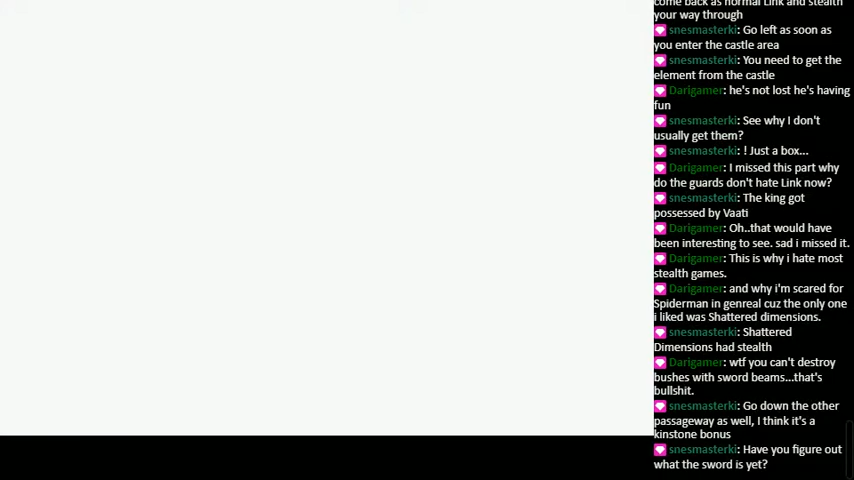 come back as normal Link and stealth
your way through
snesmasterki: Go left as soon as
you enter the castle area
snesmasterki: You need to get the
element from the castle
Darigamer: he's not lost he's having
fun
snesmasterki: See why I don't
usually get them?
snesmasterki: ! Just a box...
Darigamer: I missed this part why
do the guards don't hate Link now?
snesmasterki: The king got
possessed by Vaati
Darigamer: Oh..that would have
been interesting to see. sad i missed it.
Darigamer: This is why i hate most
stealth games.
Darigamer: and why i'm scared for
Spiderman in genreal cuz the only one
i liked was Shattered dimensions.
snesmasterki: Shattered
Dimensions had stealth
Darigamer: wtf you can't destroy
bushes with sword beams...that's
bullshit.
snesmasterki: Go down the other
passageway as well, I think it's a
kinstone bonus
snesmasterki: Have you figure out
what the sword is yet?